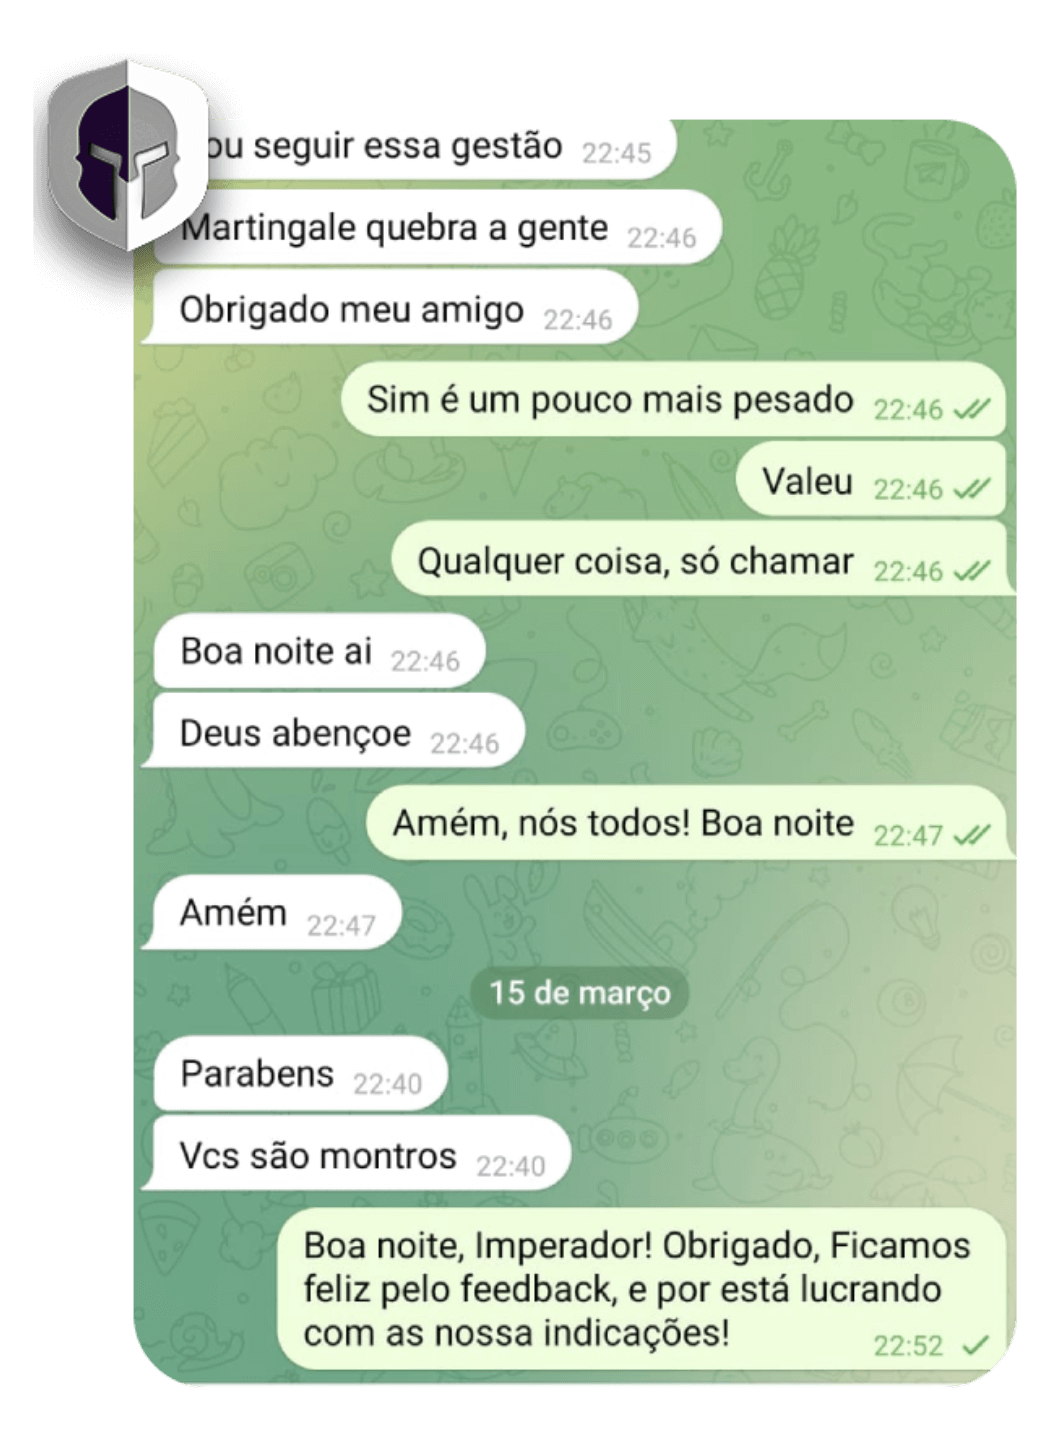 ou seguir essa gestão 22:45
Martingale quebra a gente 22:46
Obrigado meu amigo 22:46
Sim é um pouco mais pesado 22:46
Valeu 22:46
Qualquer coisa, só chamar 22:46
Boa noite ai 22:46
Deus abençoe 22:46
Amém, nós todos! Boa noite 22:47
Amém 22:47
15 de março
Parabens 22:40
Vcs são montros 22:40
Boa noite, Imperador! Obrigado, Ficamos
feliz pelo feedback, e por está lucrando
com as nossa indicações! 22:52